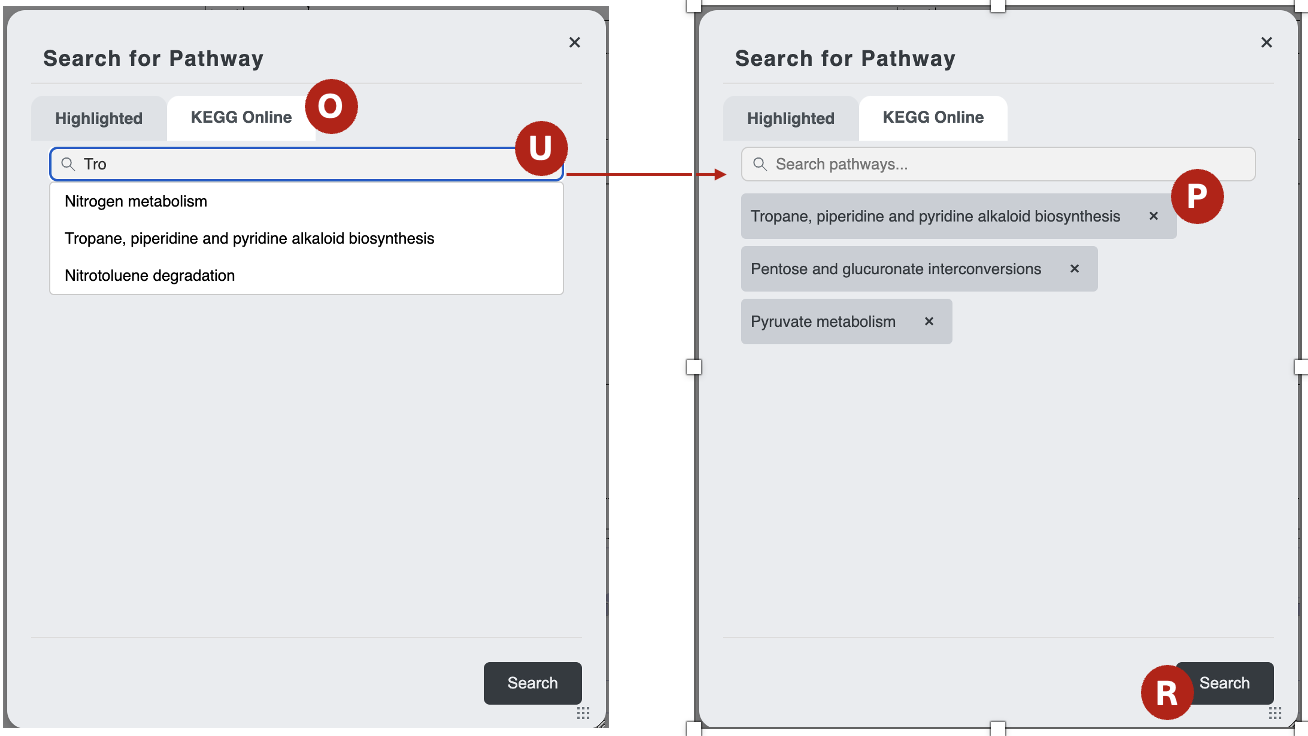 Search for Pathway
×
Highlighted
KEGG Online
O
Tro
U
Nitrogen metabolism
Tropane, piperidine and pyridine alkaloid biosynthesis
Nitrotoluene degradation
Search
Search for Pathway
×
Highlighted
KEGG Online
Search pathways...
P
Tropane, piperidine and pyridine alkaloid biosynthesis ×
Pentose and glucuronate interconversions ×
Pyruvate metabolism ×
R
Search